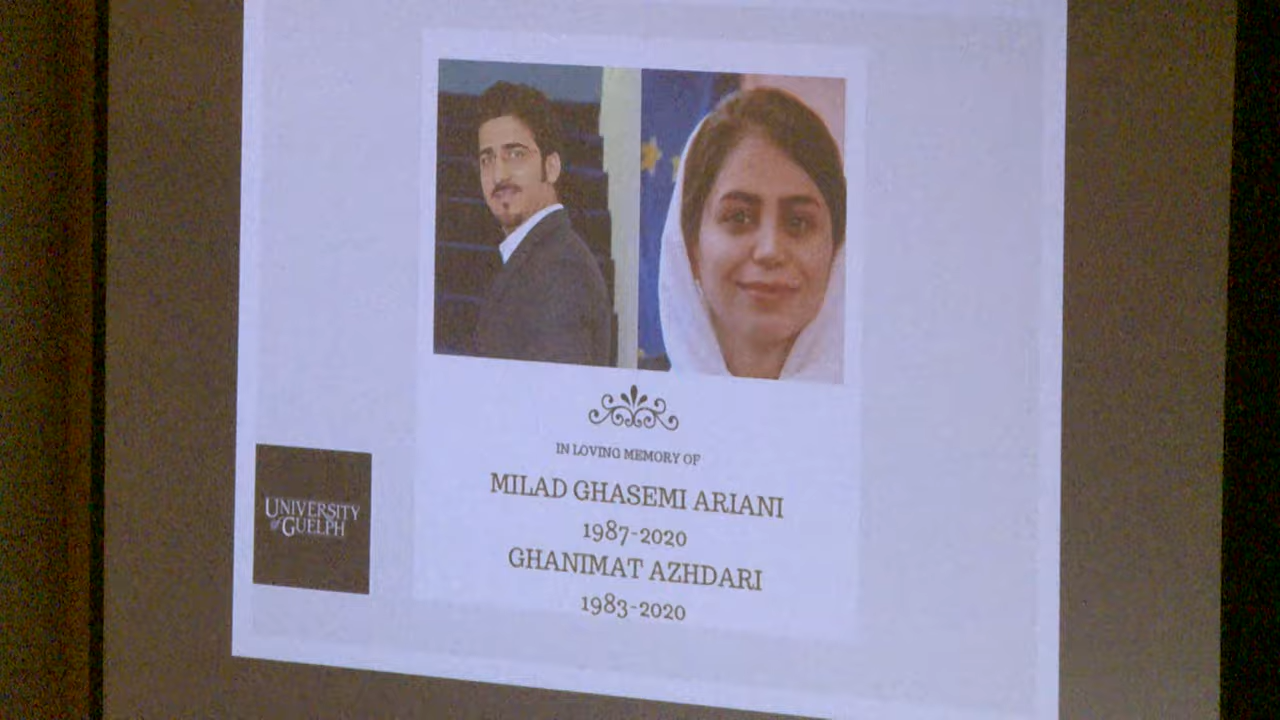 IN LOVING MEMORY OF
MILAD GHASEMI ARIANI
1987-2020
GHANIMAT AZHDARI
1983-2020
UNIVERSITY
of GUELPH